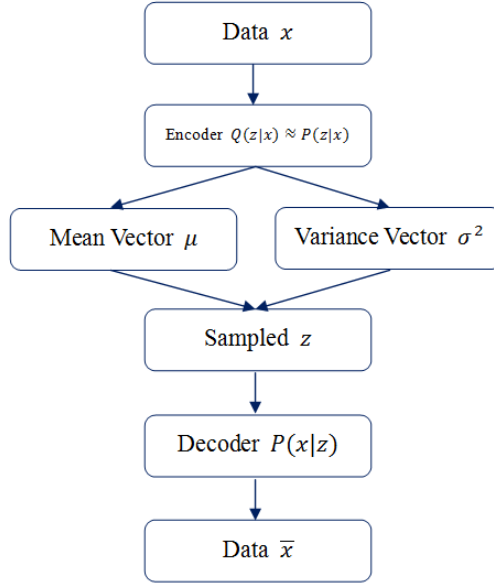 Data x
Encoder Q(z|x) ≈ P(z|x)
Mean Vector μ
Variance Vector σ²
Sampled z
Decoder P(x|z)
Data x̅